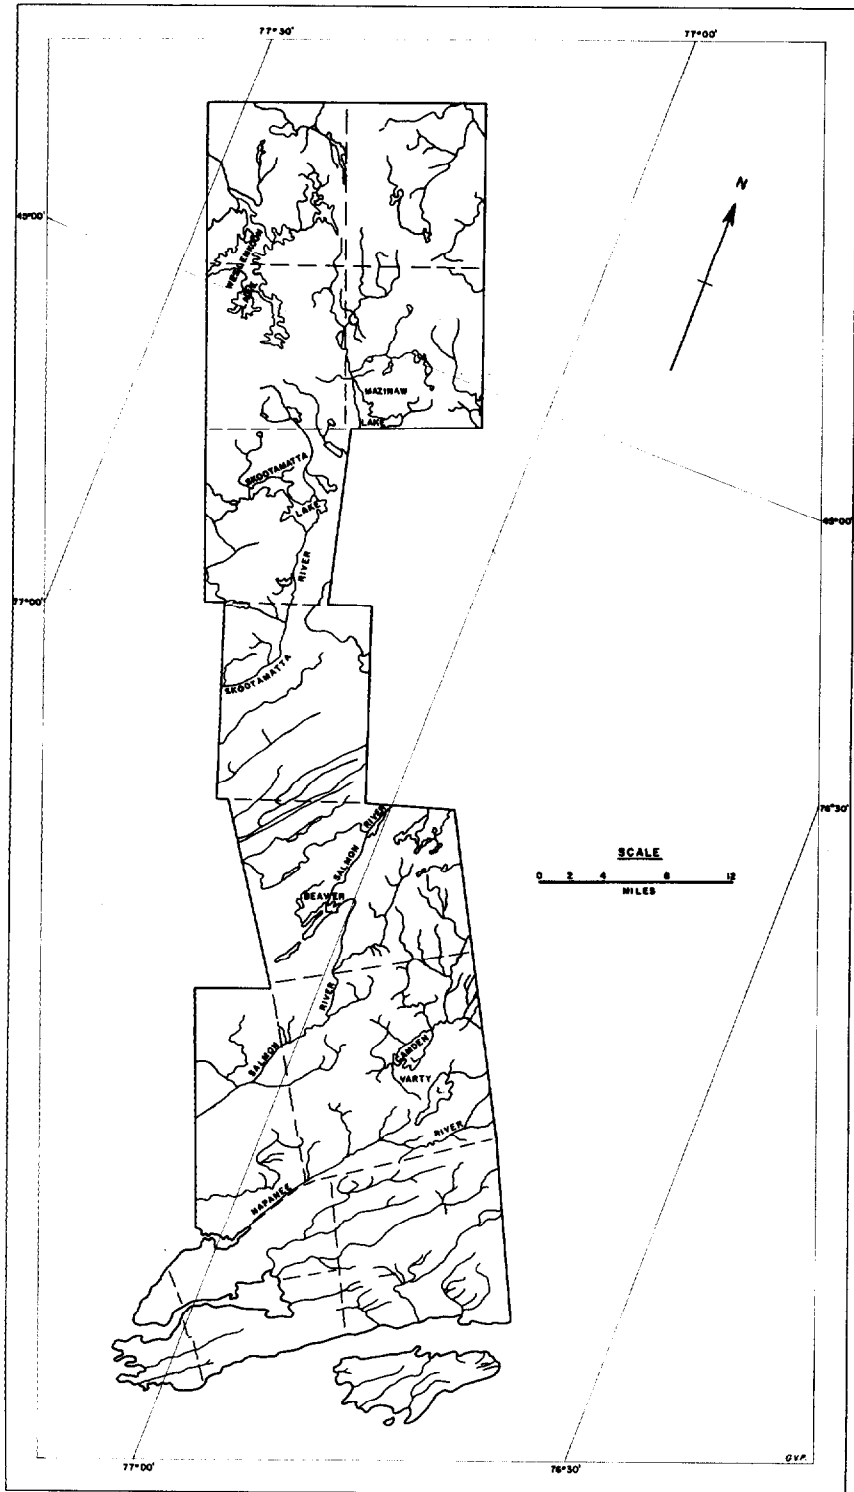 77°30'
77°00'
N
45°00'
WESLEMKOON
LAKE
MAZINAW
LAKE
SKOOTAMATTA
LAKE
45°00'
RIVER
77°00'
SKOOTAMATTA
76°30'
RIVER
SALMON
SCALE
0 2 4 8 12
MILES
BEAVER
RIVER
SALMON
CAMDEN
VARTY
RIVER
NAPANEE
G.V.P.
77°00'
76°30'